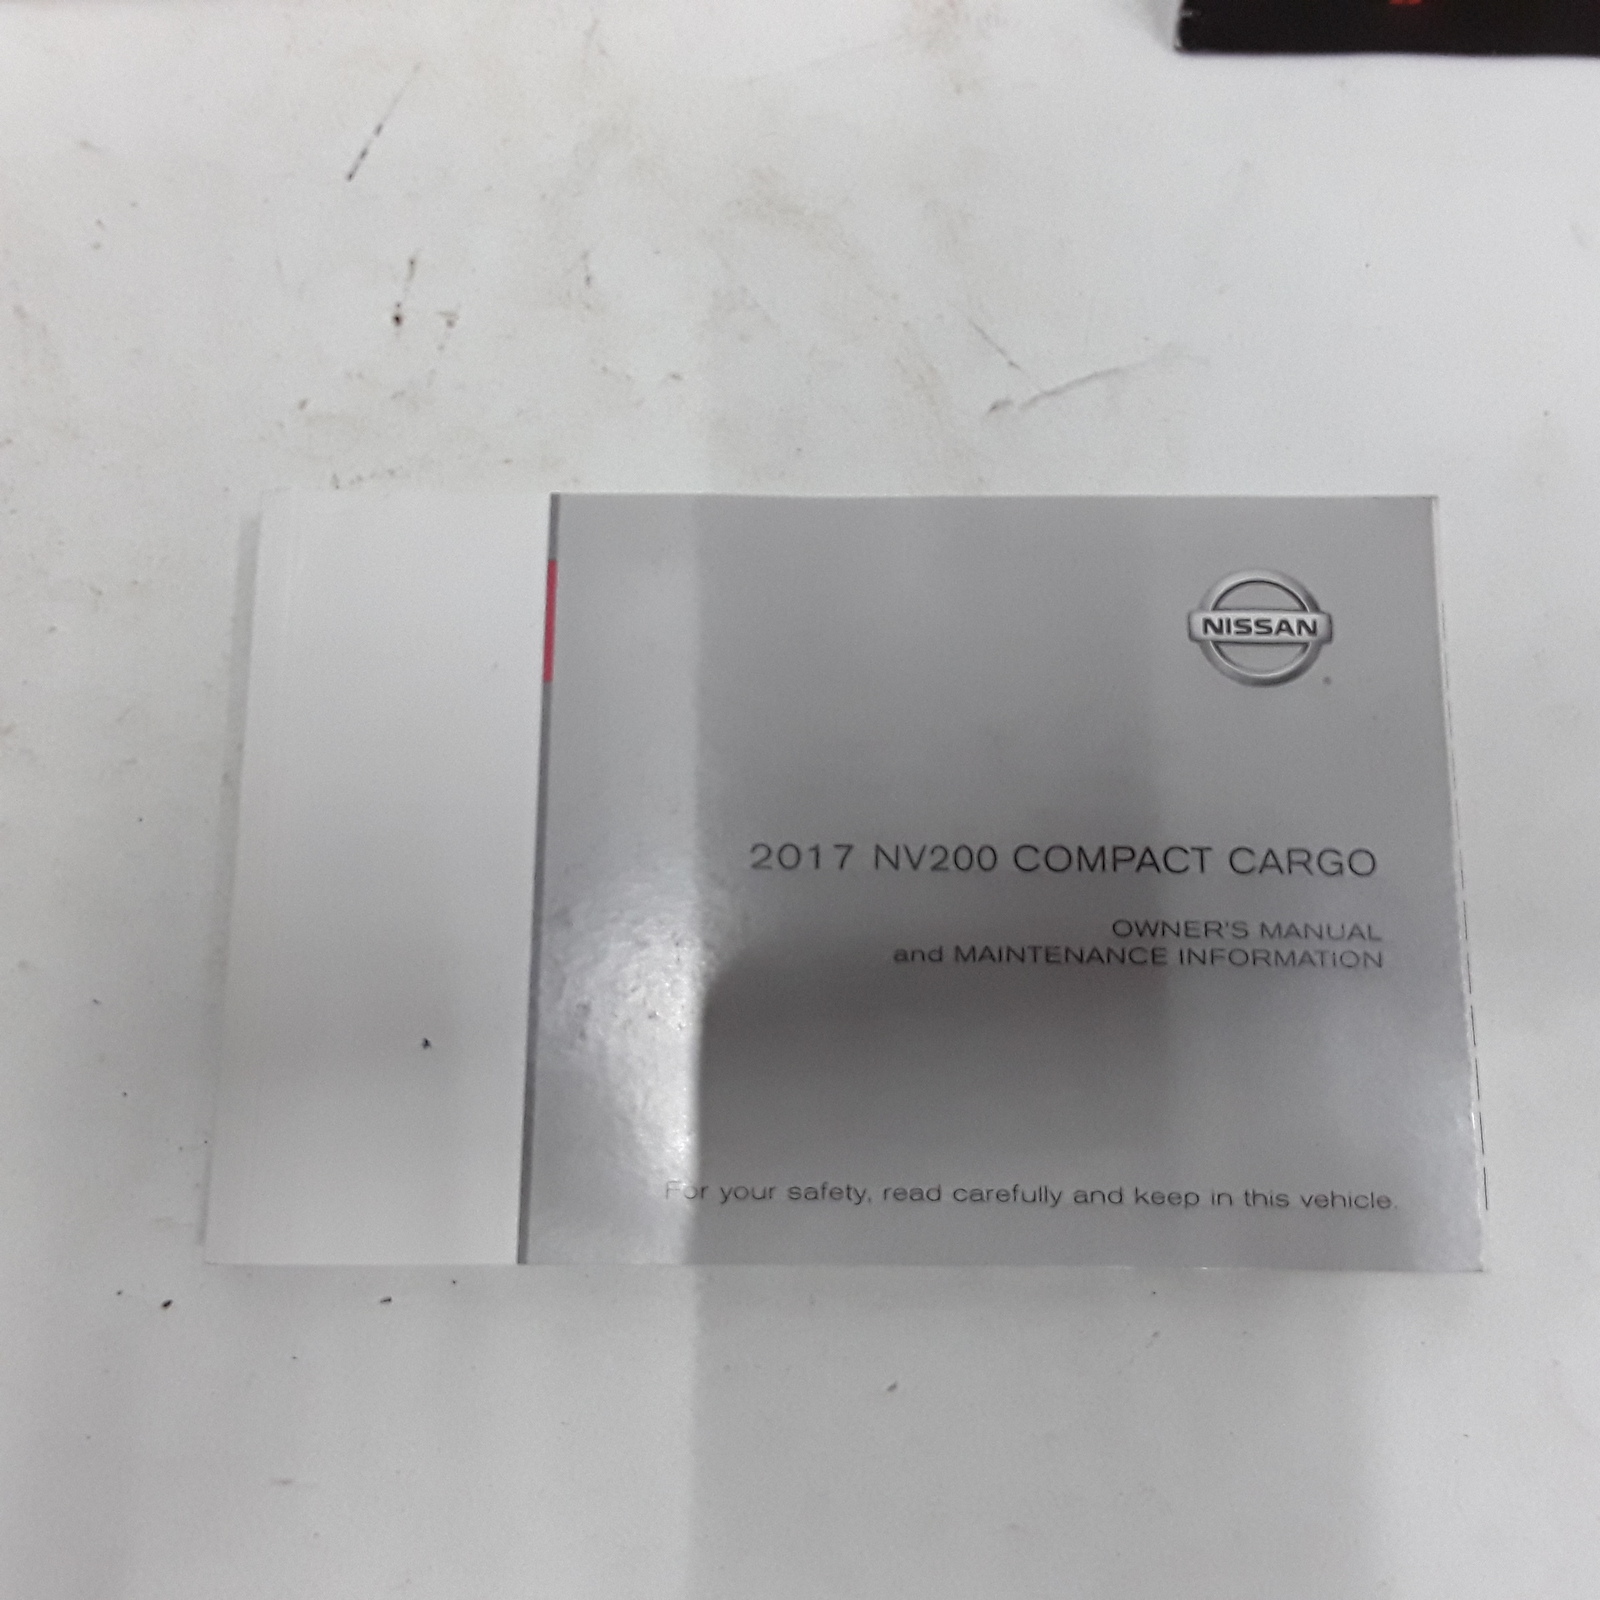 NISSAN
2017 NV200 COMPACT CARGO
OWNER'S MANUAL
and MAINTENANCE INFORMATION
For your safety, read carefully and keep in this vehicle.